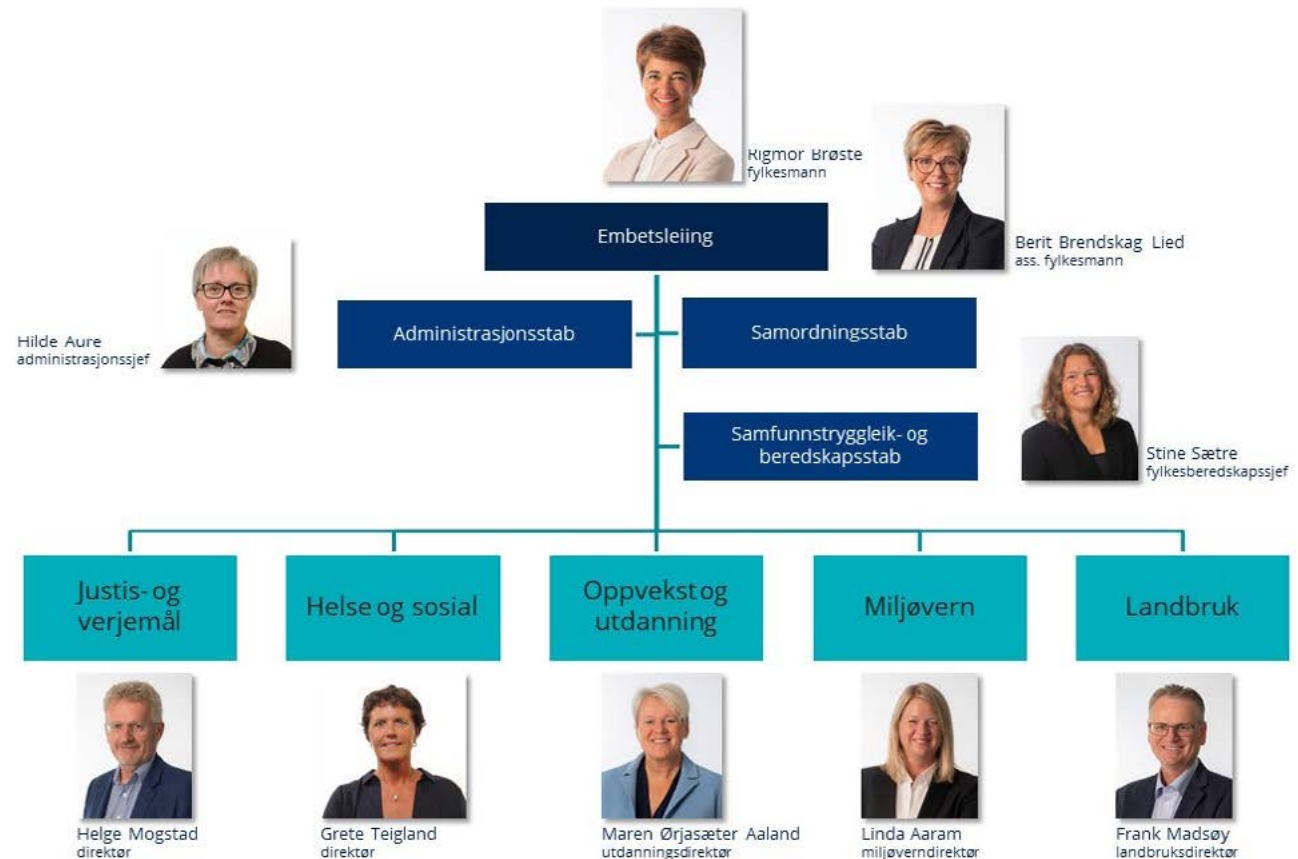 Rigmor Brøste
fylkesmann
Embetsleiing
Berit Brendskag Lied
ass. fylkesmann
Hilde Aure
administrasjonssjef
Administrasjonsstab
Samordningsstab
Samfunnstryggleik- og
beredskapsstab
Stine Sætre
fylkesberedskapssjef
Justis- og
verjemål
Helse og sosial
Oppvekst og
utdanning
Miljøvern
Landbruk
Helge Mogstad
direktør
Grete Teigland
direktør
Maren Ørjasæter Aaland
utdanningsdirektør
Linda Aaram
miljøverndirektør
Frank Madsøy
landbruksdirektør